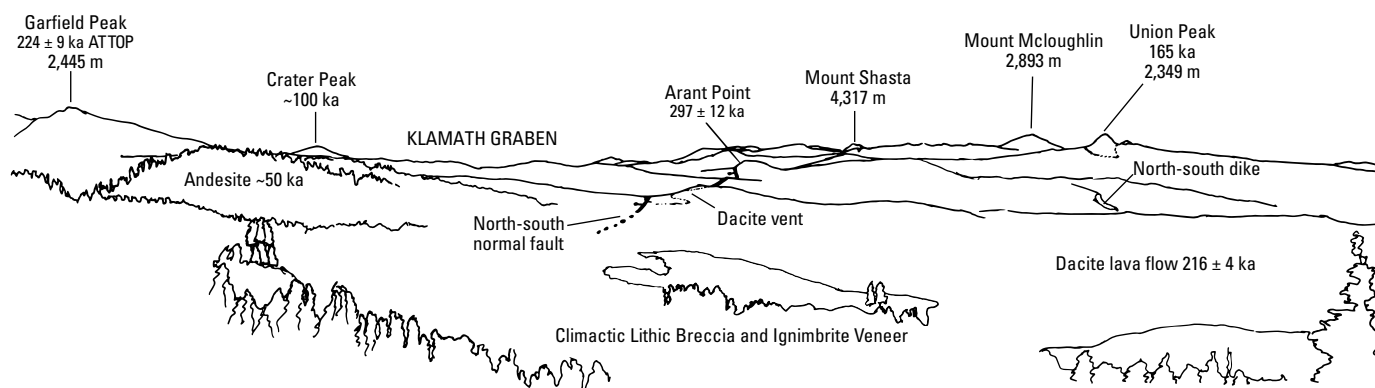 Garfield Peak
224 ± 9 ka AT TOP
2,445 m
Crater Peak
~100 ka
KLAMATH GRABEN
Arant Point
297 ± 12 ka
Mount Shasta
4,317 m
Mount Mcloughlin
2,893 m
Union Peak
165 ka
2,349 m
Andesite ~50 ka
North-south
normal fault
Dacite vent
North-south dike
Dacite lava flow 216 ± 4 ka
Climactic Lithic Breccia and Ignimbrite Veneer